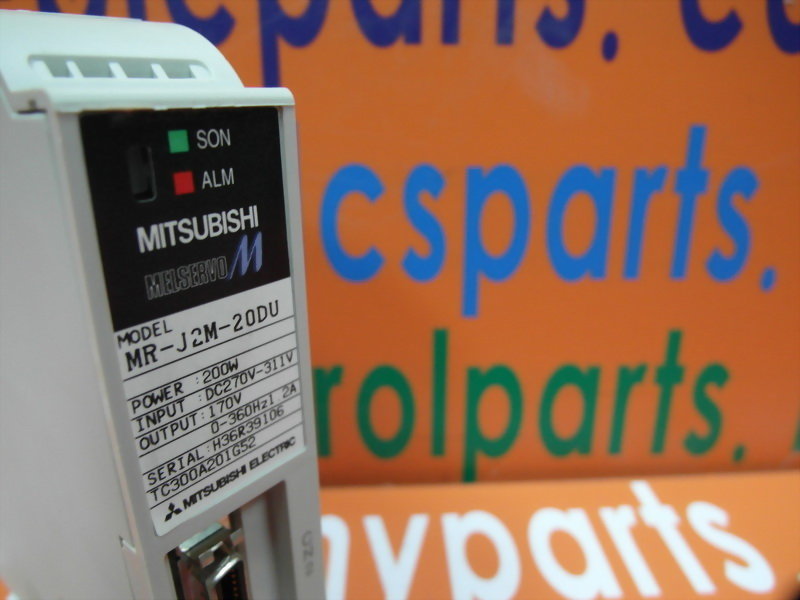 SON
ALM
MITSUBISHI
MELSERVO M
MODEL
MR-J2M-20DU
POWER :200W
INPUT :DC270V-311V
OUTPUT:170V
0-360Hz1.2A
SERIAL:H36R39106
TC300A201G52
MITSUBISHI ELECTRIC
csparts.
rolparts.
nyparts